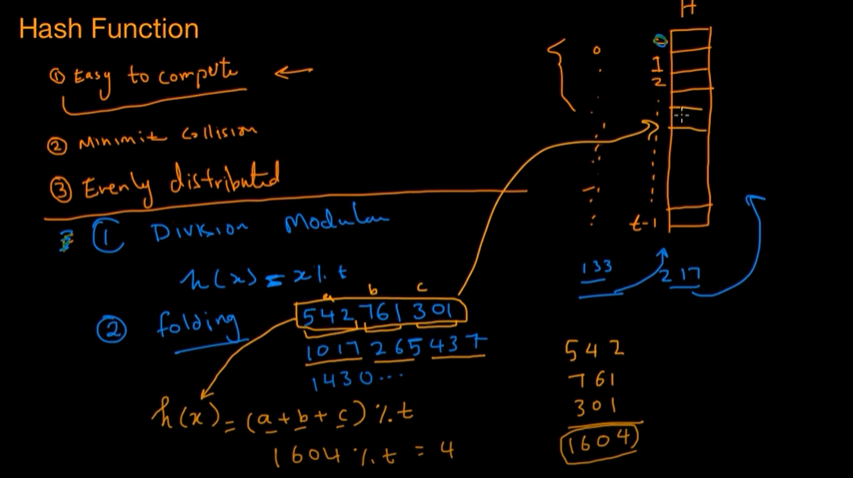 Hash Function
① Easy to compute ←
② Minimiz collision
③ Evenly distributed
① Division Modular
h(x) = x % t
② folding
a b c
542 761 301
1017 265 437
1430...
h(x) = (a+b+c) % t
1604 % t = 4
H
0
0
1
2
t-1
133
217
542
761
301
1604